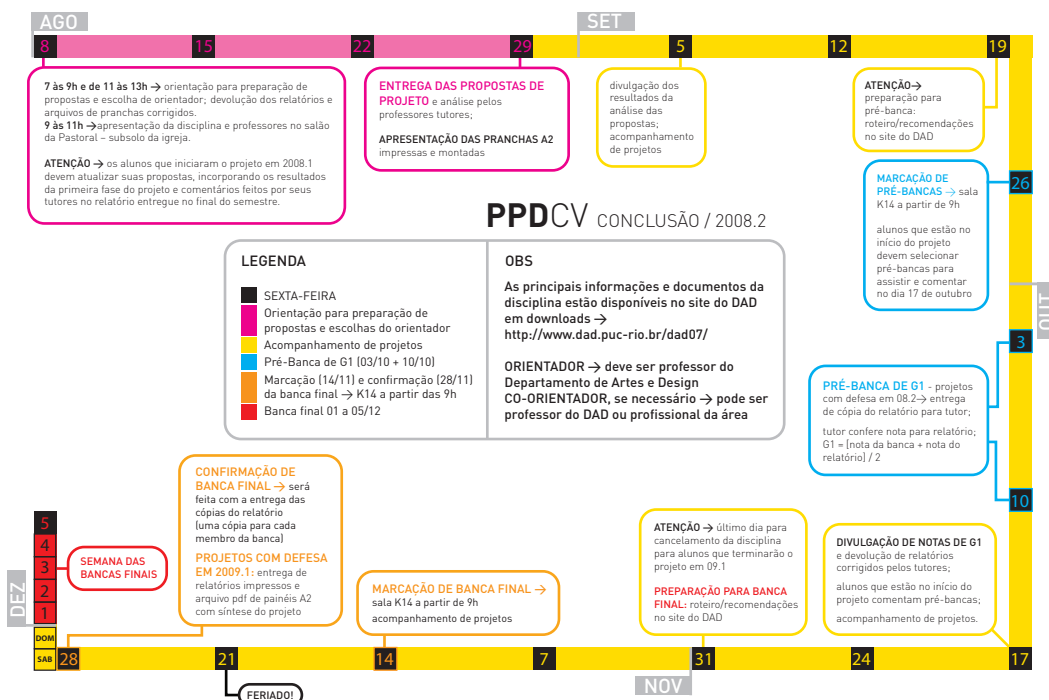 AGO
SET
8
15
22
29
5
12
19
7 às 9h e de 11 às 13h → orientação para preparação de
propostas e escolha de orientador; devolução dos relatórios e
arquivos de pranchas corrigidos.
9 às 11h →apresentação da disciplina e professores no salão
da Pastoral – subsolo da igreja.
ATENÇÃO → os alunos que iniciaram o projeto em 2008.1
devem atualizar suas propostas, incorporando os resultados
da primeira fase do projeto e comentários feitos por seus
tutores no relatório entregue no final do semestre.
ENTREGA DAS PROPOSTAS DE
PROJETO e análise pelos
professores tutores;
APRESENTAÇÃO DAS PRANCHAS A2
impressas e montadas
divulgação dos
resultados da
análise das
propostas;
acompanhamento
de projetos
ATENÇÃO→
preparação para
pré-banca:
roteiro/recomendações
no site do DAD
MARCAÇÃO DE
PRÉ-BANCAS → sala
K14 a partir de 9h
alunos que estão no
início do projeto
devem selecionar
pré-bancas para
assistir e comentar
no dia 17 de outubro
26
OUT
PPDCV CONCLUSÃO / 2008.2
LEGENDA
SEXTA-FEIRA
Orientação para preparação de
propostas e escolhas do orientador
Acompanhamento de projetos
Pré-Banca de G1 (03/10 + 10/10)
Marcação (14/11) e confirmação (28/11)
da banca final → K14 a partir das 9h
Banca final 01 a 05/12
OBS
As principais informações e documentos da
disciplina estão disponíveis no site do DAD
em downloads →
http://www.dad.puc-rio.br/dad07/
ORIENTADOR → deve ser professor do
Departamento de Artes e Design
CO-ORIENTADOR, se necessário → pode ser
professor do DAD ou profissional da área
3
PRÉ-BANCA DE G1 - projetos
com defesa em 08.2→ entrega
de cópia do relatório para tutor;
tutor confere nota para relatório;
G1 = (nota da banca + nota do
relatório) / 2
10
CONFIRMAÇÃO DE
BANCA FINAL → será
feita com a entrega das
cópias do relatório
(uma cópia para cada
membro da banca)
PROJETOS COM DEFESA
EM 2009.1: entrega de
relatórios impressos e
arquivo pdf de painéis A2
com síntese do projeto
MARCAÇÃO DE BANCA FINAL →
sala K14 a partir de 9h
acompanhamento de projetos
ATENÇÃO → último dia para
cancelamento da disciplina
para alunos que terminarão o
projeto em 09.1
PREPARAÇÃO PARA BANCA
FINAL: roteiro/recomendações
no site do DAD
DIVULGAÇÃO DE NOTAS DE G1
e devolução de relatórios
corrigidos pelos tutores;
alunos que estão no início do
projeto comentam pré-bancas;
acompanhamento de projetos.
SEMANA DAS
BANCAS FINAIS
DEZ
5
4
3
2
1
DOM
SAB
28
21
14
7
31
24
17
NOV
FERIADO!